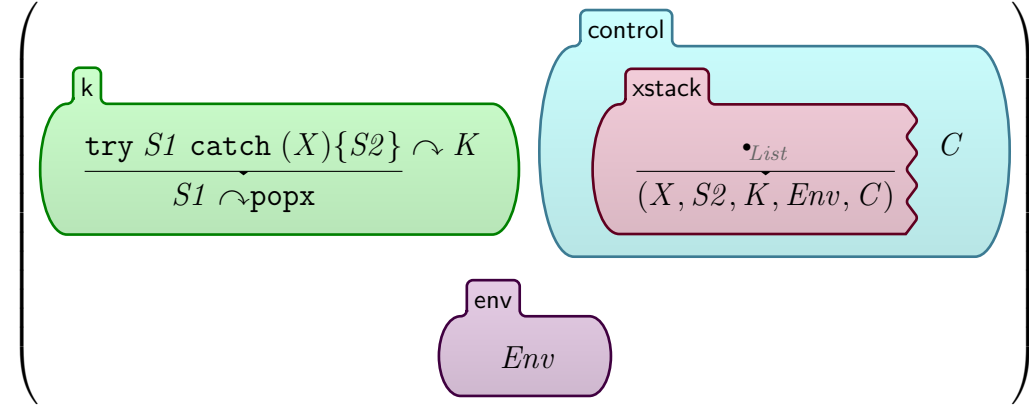 k
try S1 catch (X){S2} ↷ K
S1 ↷popx
control
xstack
•List
C
(X, S2, K, Env, C)
env
Env